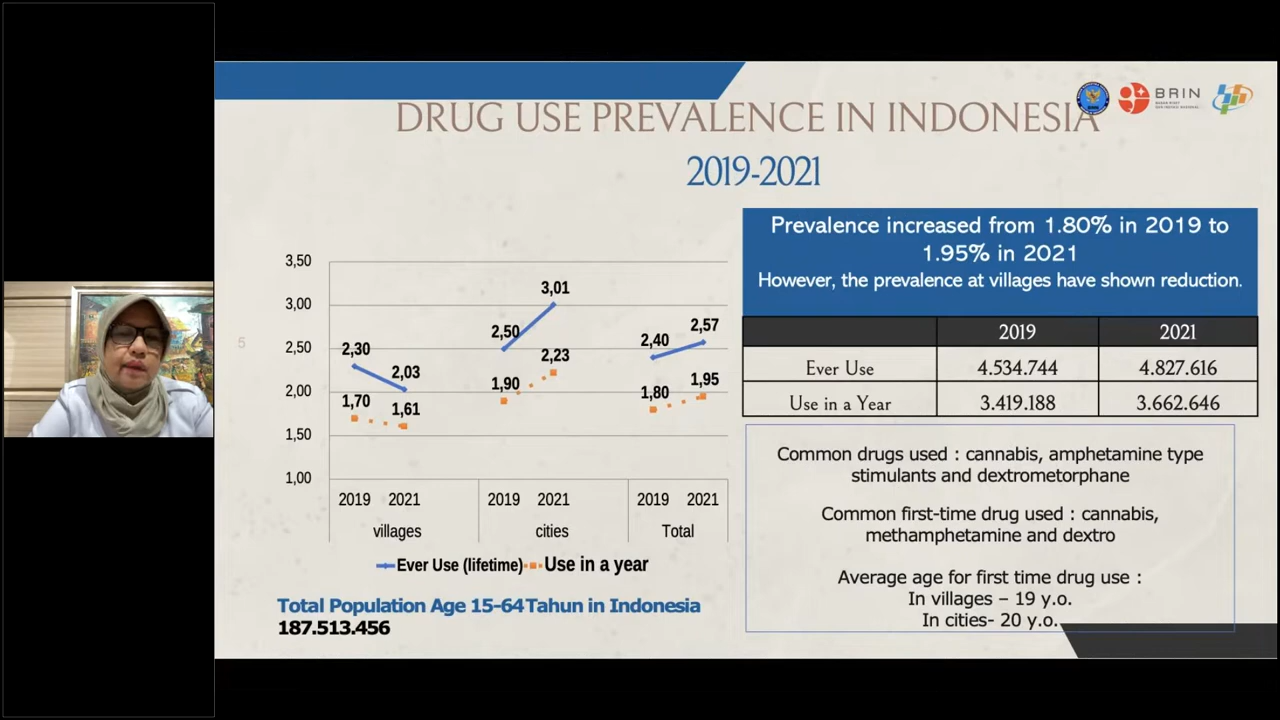 DRUG USE PREVALENCE IN INDONESIA
2019-2021
BRIN
5
3,50
3,00
2,50
2,00
1,50
1,00
2,30
2,03
1,70
1,61
2,50
3,01
1,90
2,23
2,40
2,57
1,80
1,95
2019 2021 2019 2021 2019 2021
villages cities Total
Ever Use (lifetime) Use in a year
Total Population Age 15-64 Tahun in Indonesia
187.513.456
Prevalence increased from 1.80% in 2019 to
1.95% in 2021
However, the prevalence at villages have shown reduction.
2019 2021
Ever Use 4.534.744 4.827.616
Use in a Year 3.419.188 3.662.646
Common drugs used : cannabis, amphetamine type
stimulants and dextrometorphane
Common first-time drug used : cannabis,
methamphetamine and dextro
Average age for first time drug use :
In villages – 19 y.o.
In cities- 20 y.o.